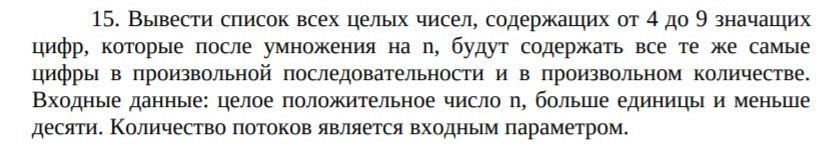 15. Вывести список всех целых чисел, содержащих от 4 до 9 значащих
цифр, которые после умножения на n, будут содержать все те же самые
цифры в произвольной последовательности и в произвольном количестве.
Входные данные: целое положительное число n, больше единицы и меньше
десяти. Количество потоков является входным параметром.